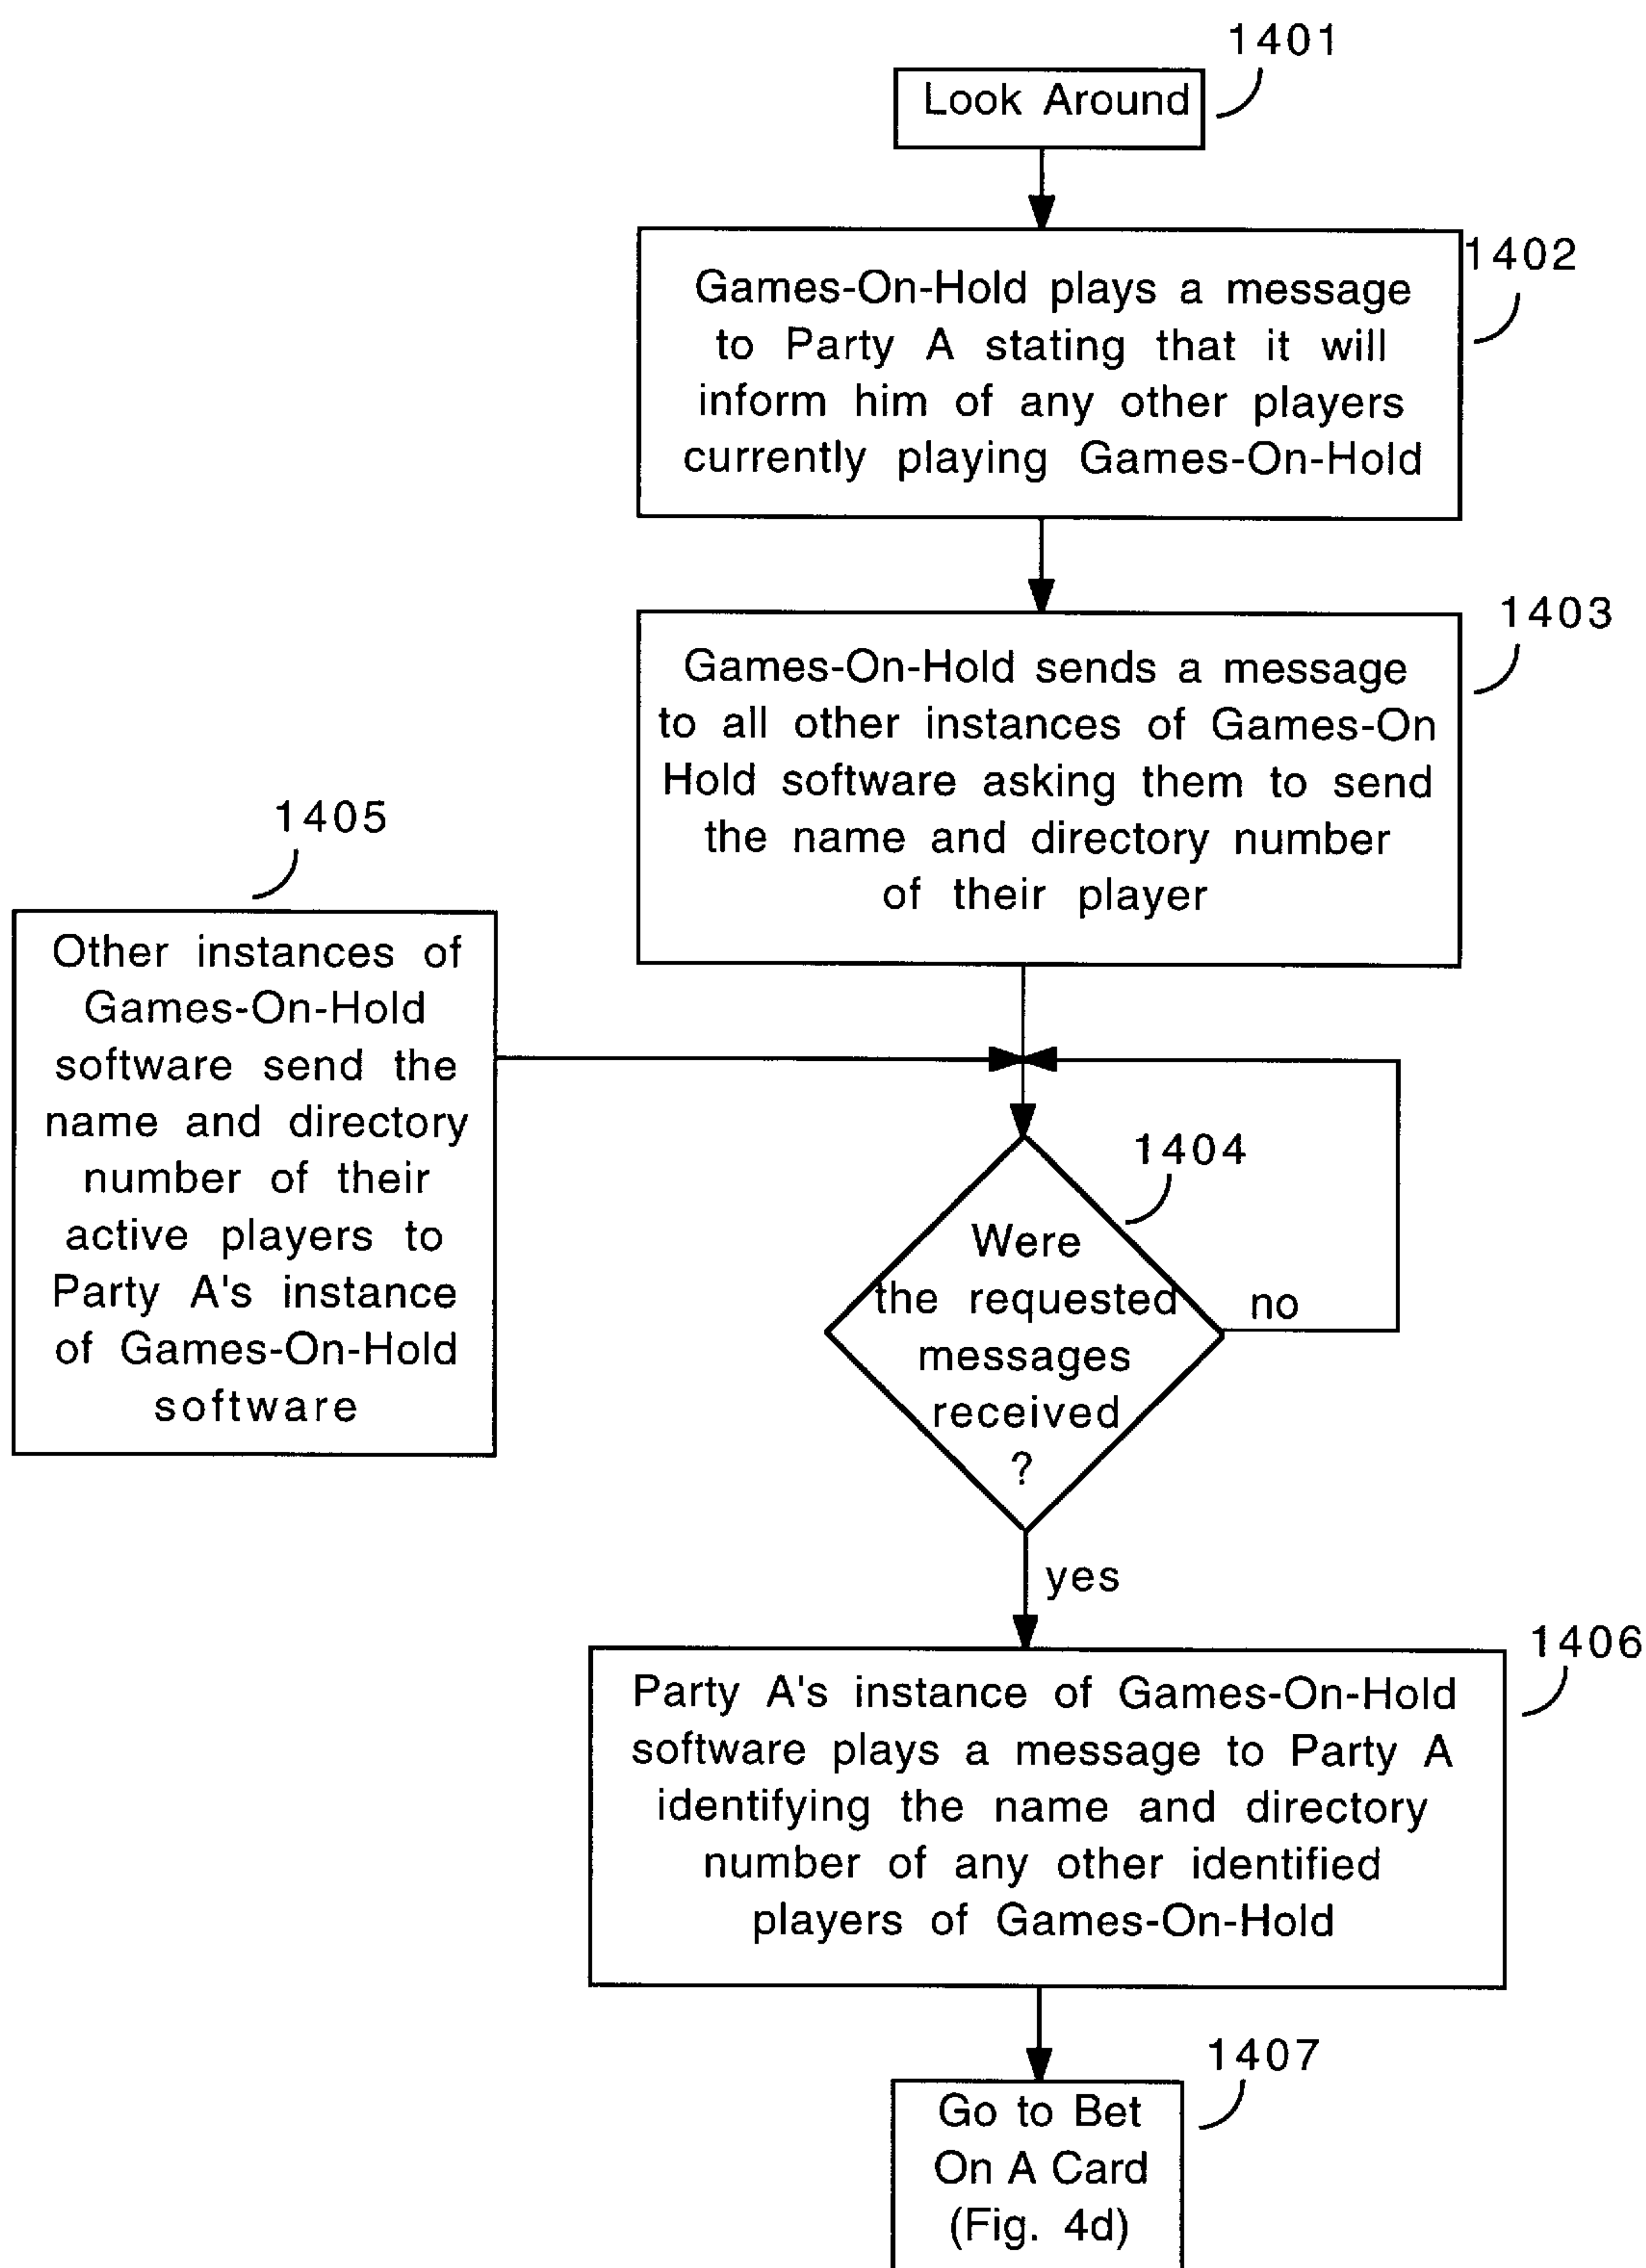 1401
Look Around
1402
Games-On-Hold plays a message
to Party A stating that it will
inform him of any other players
currently playing Games-On-Hold
1403
Games-On-Hold sends a message
to all other instances of Games-On
Hold software asking them to send
the name and directory number
of their player
1405
Other instances of
Games-On-Hold
software send the
name and directory
number of their
active players to
Party A's instance
of Games-On-Hold
software
1404
Were
the requested
messages
received
?
no
yes
1406
Party A's instance of Games-On-Hold
software plays a message to Party A
identifying the name and directory
number of any other identified
players of Games-On-Hold
1407
Go to Bet
On A Card
(Fig. 4d)